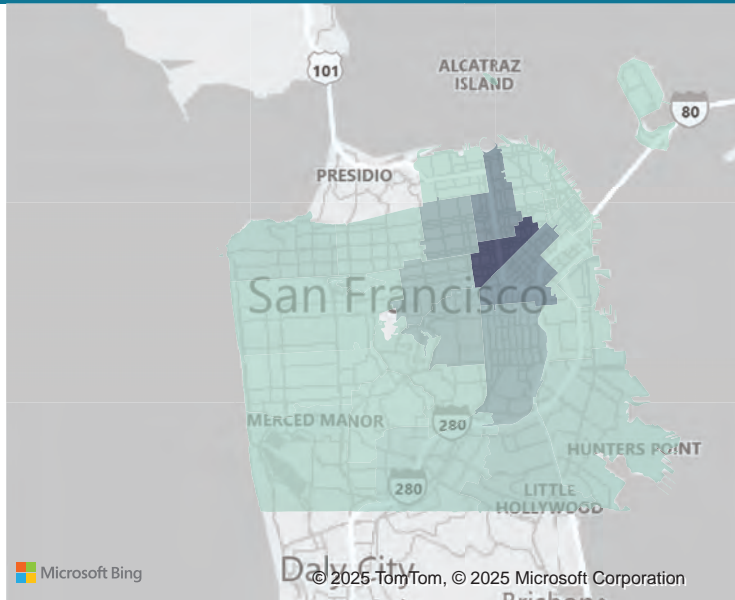 101
ALCATRAZ
ISLAND
80
PRESIDIO
San Francisco
MERCED MANOR
280
HUNTERS POINT
280
LITTLE
HOLLYWOOD
Daly City
Microsoft Bing
© 2025 TomTom, © 2025 Microsoft Corporation
Brisbane